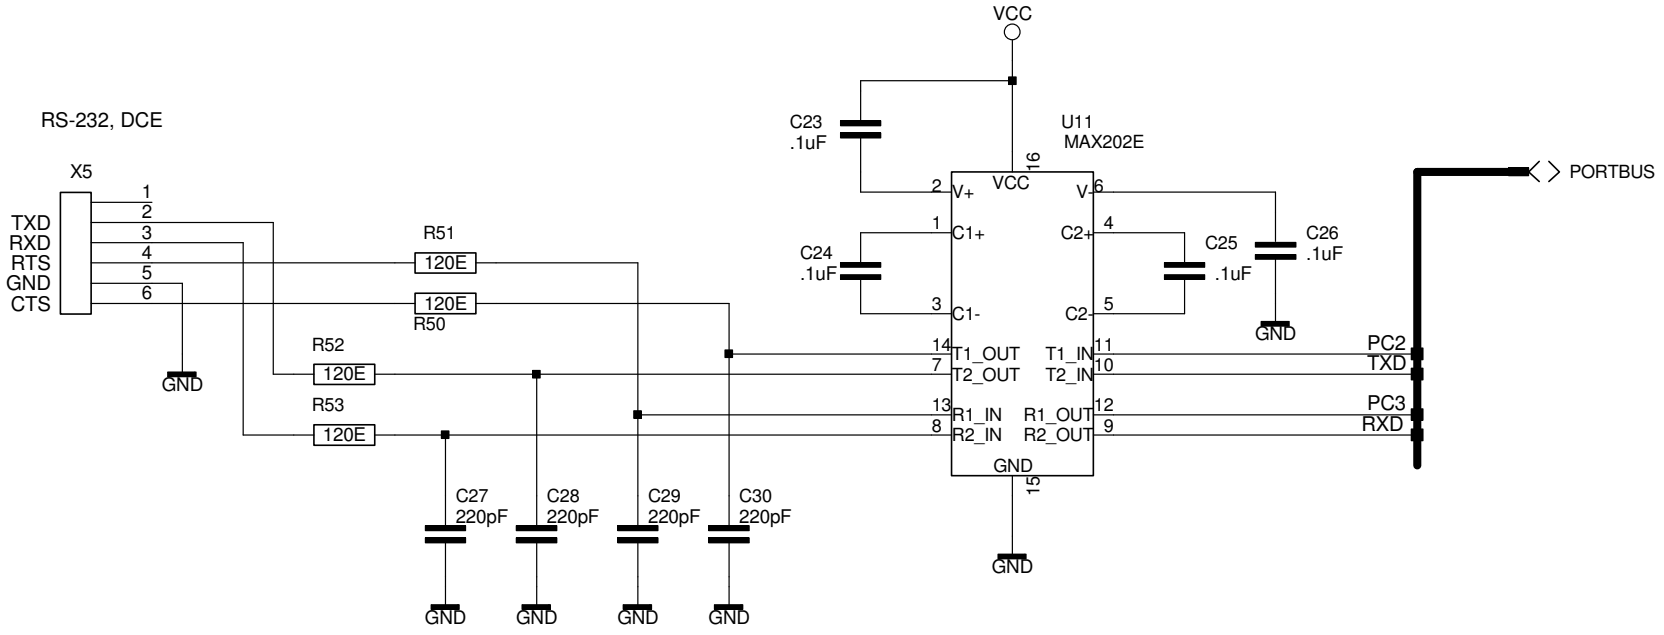 VCC
RS-232, DCE
C23
.1uF
U11
MAX202E
16
X5
PORTBUS
1
2
3
4
5
6
TXD
RXD
RTS
GND
CTS
R51
120E
120E
R50
R52
120E
R53
120E
GND
VCC
2 V+
V- 6
1 C1+
C2+ 4
C24
.1uF
C25
.1uF
C26
.1uF
3 C1-
C2- 5
GND
14 T1_OUT T1_IN 11 PC2
7 T2_OUT T2_IN 10 TXD
13 R1_IN R1_OUT 12 PC3
8 R2_IN R2_OUT 9 RXD
GND
15
C27
220pF
C28
220pF
C29
220pF
C30
220pF
GND
GND
GND
GND
GND